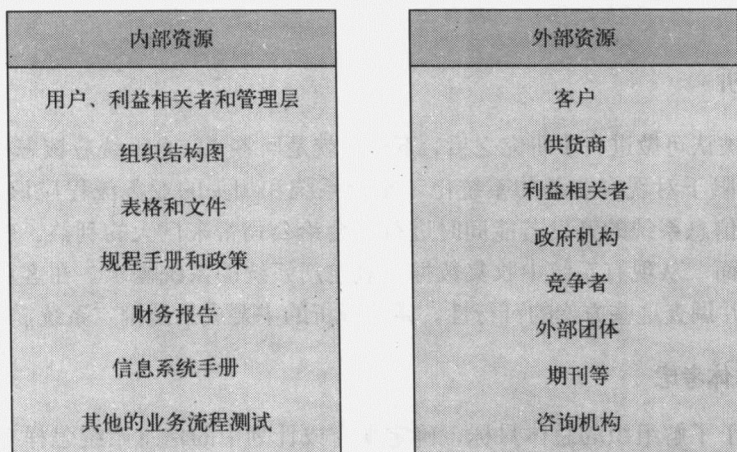 内部资源
用户、利益相关者和管理层
组织结构图
表格和文件
规程手册和政策
财务报告
信息系统手册
其他的业务流程测试
外部资源
客户
供货商
利益相关者
政府机构
竞争者
外部团体
期刊等
咨询机构